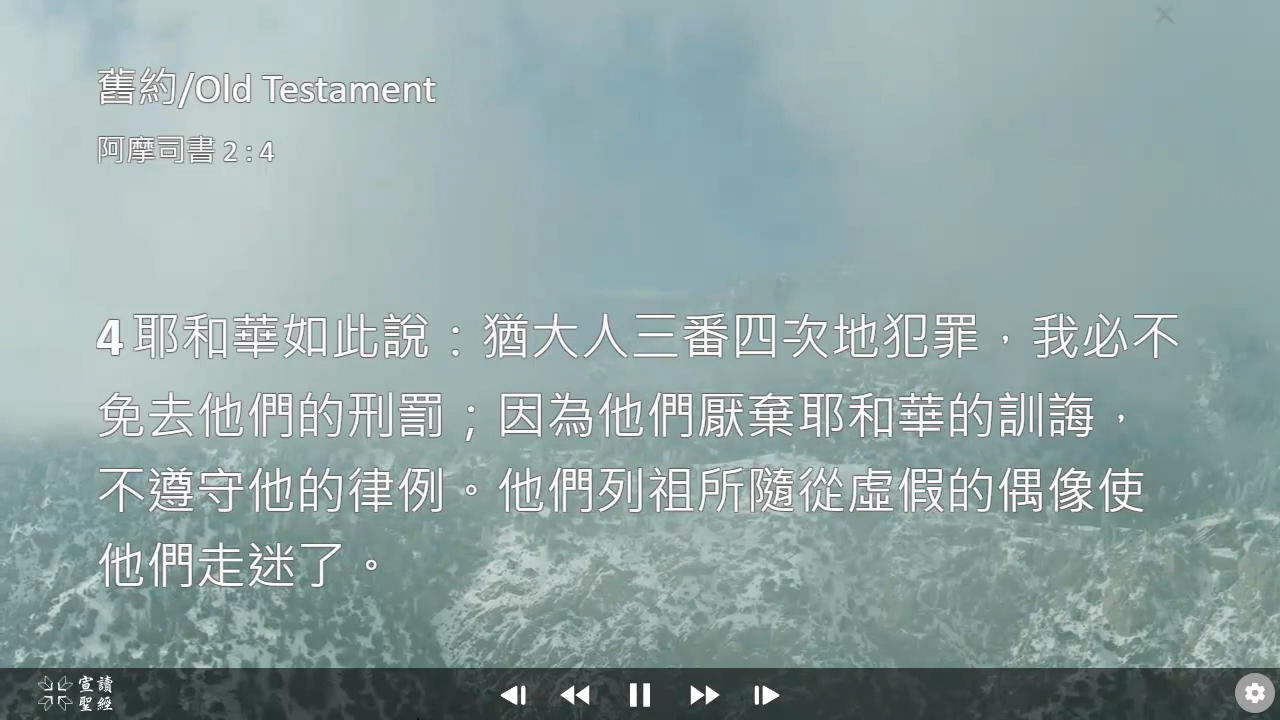 舊約/Old Testament
阿摩司書 2 : 4
4 耶和華如此說：猶大人三番四次地犯罪，我必不
免去他們的刑罰；因為他們厭棄耶和華的訓誨，
不遵守他的律例。他們列祖所隨從虛假的偶像使
他們走迷了。
宣讀
聖經